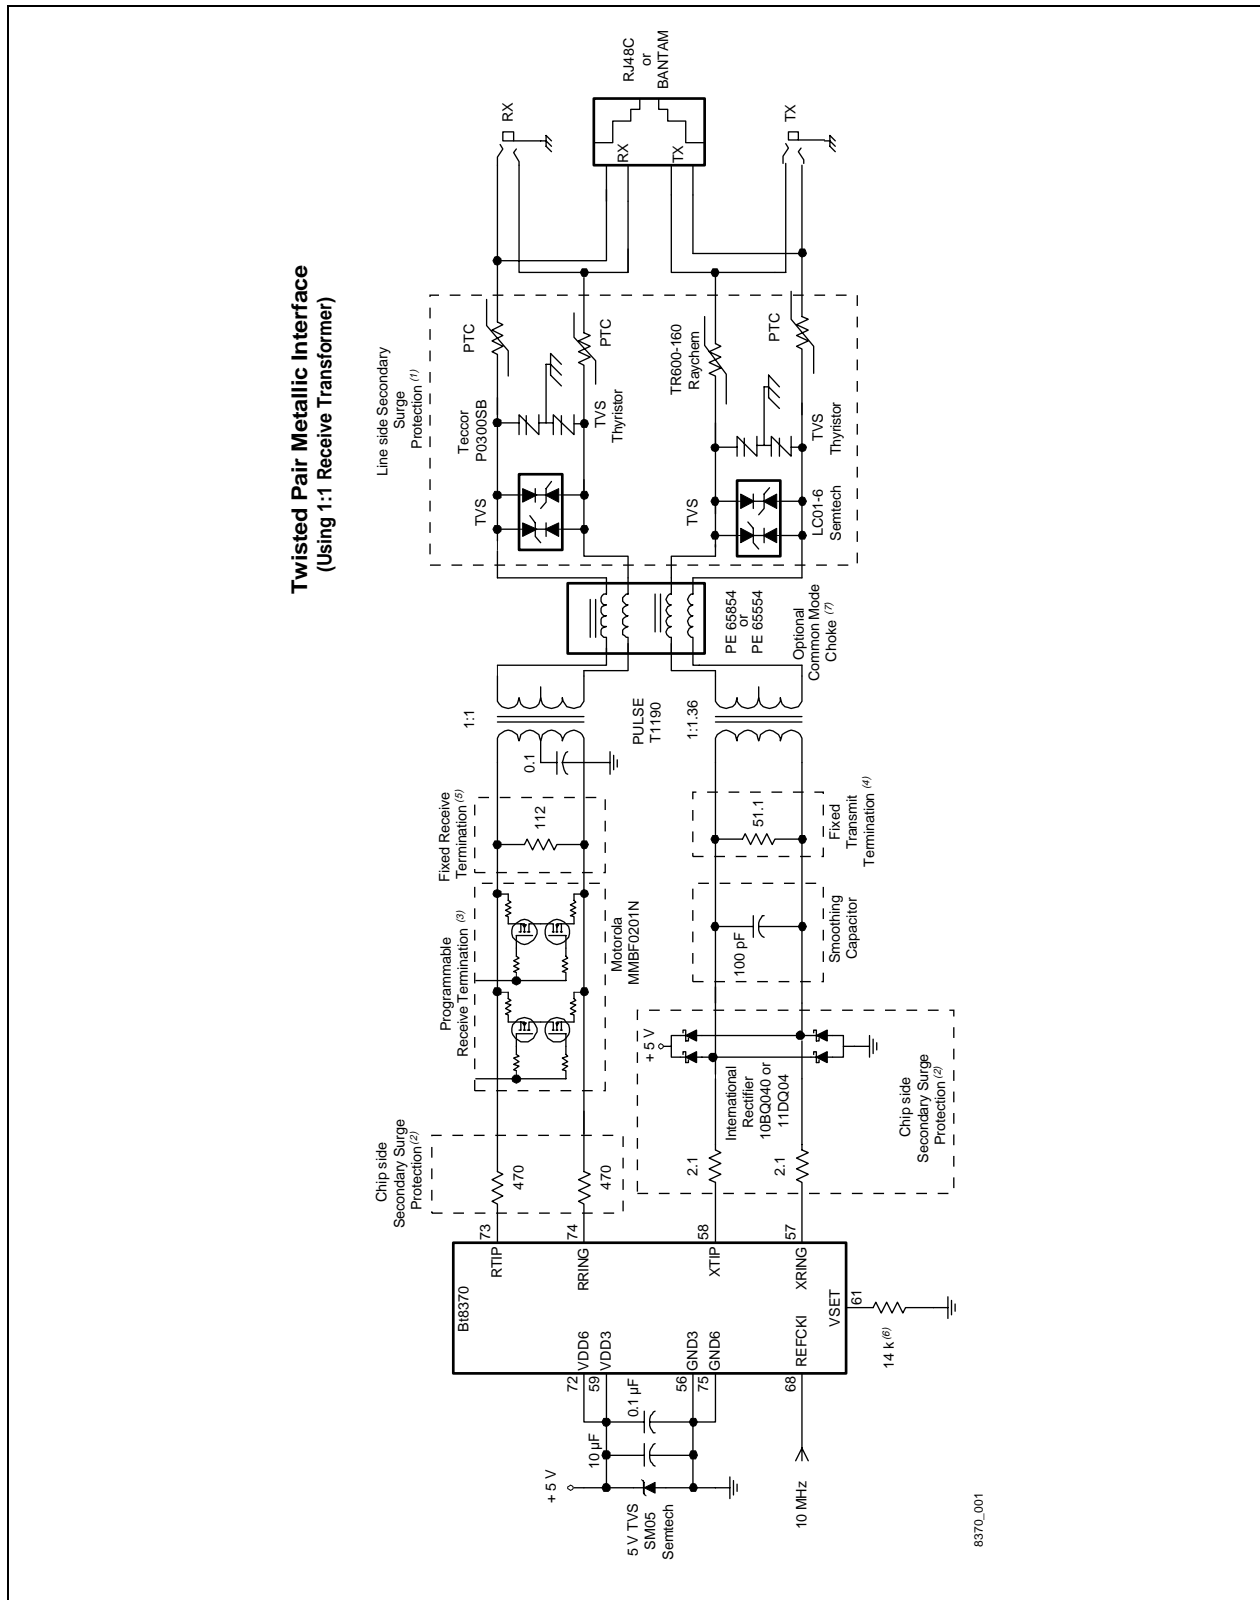 Twisted Pair Metallic Interface
(Using 1:1 Receive Transformer)
RJ48C
or
BANTAM
RX
RX
TX
TX
Line side Secondary
Surge
Protection (1)
PTC
PTC
Teccor
P0300SB
TVS
Thyristor
TVS
TR600-160
Raychem
PTC
TVS
Thyristor
TVS
LC01-6
Semtech
PE 65854
or
PE 65554
Optional
Common Mode
Choke (7)
1:1
PULSE
T1190
1:1.36
0.1
Fixed Receive
Termination (5)
112
51.1
Fixed
Transmit
Termination (4)
Programmable
Receive Termination (3)
Motorola
MMBF0201N
100 pF
Smoothing
Capacitor
+ 5 V
International
Rectifier
10BQ040 or
11DQ04
Chip side
Secondary Surge
Protection (2)
Chip side
Secondary Surge
Protection (2)
470
470
2.1
2.1
73
74
58
57
Bt8370
RTIP
RRING
XTIP
XRING
VDD6
VDD3
GND3
GND6
REFCKI
VSET
61
14 k (6)
72
59
56
75
68
0.1 µF
10 µF
+ 5 V
5 V TVS
SM05
Semtech
10 MHz
8370_001